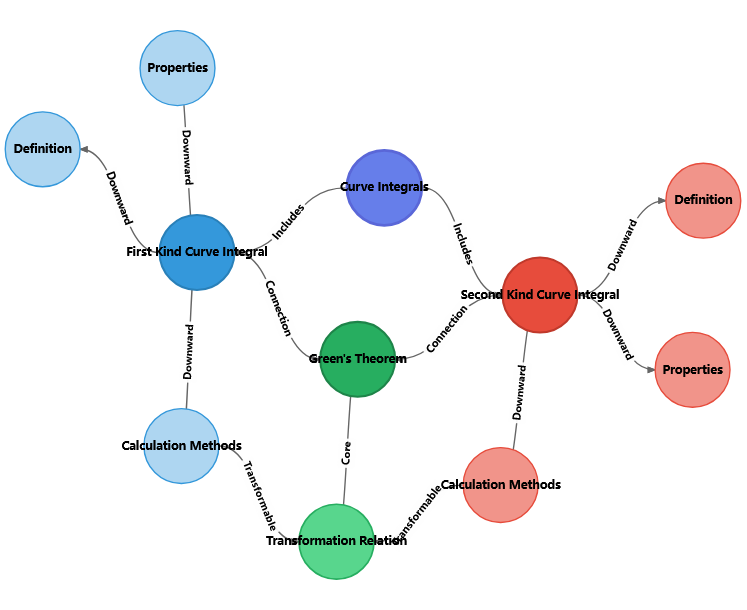 Properties
Definition
Downward
Downward
Curve Integrals
Definition
Includes
Includes
Downward
First Kind Curve Integral
Second Kind Curve Integral
Connection
Connection
Downward
Green's Theorem
Downward
Properties
Downward
Calculation Methods
Core
Calculation Methods
Transformable
Transformable
Transformation Relation